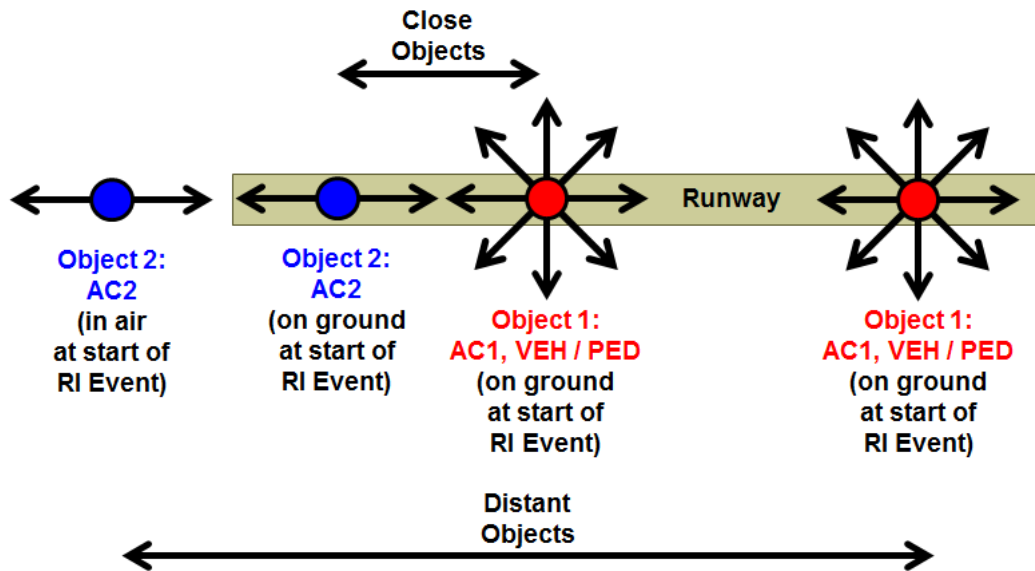 Close
Objects
Runway
Object 2:
AC2
(in air
at start of
RI Event)
Object 2:
AC2
(on ground
at start of
RI Event)
Object 1:
AC1, VEH / PED
(on ground
at start of
RI Event)
Object 1:
AC1, VEH / PED
(on ground
at start of
RI Event)
Distant
Objects